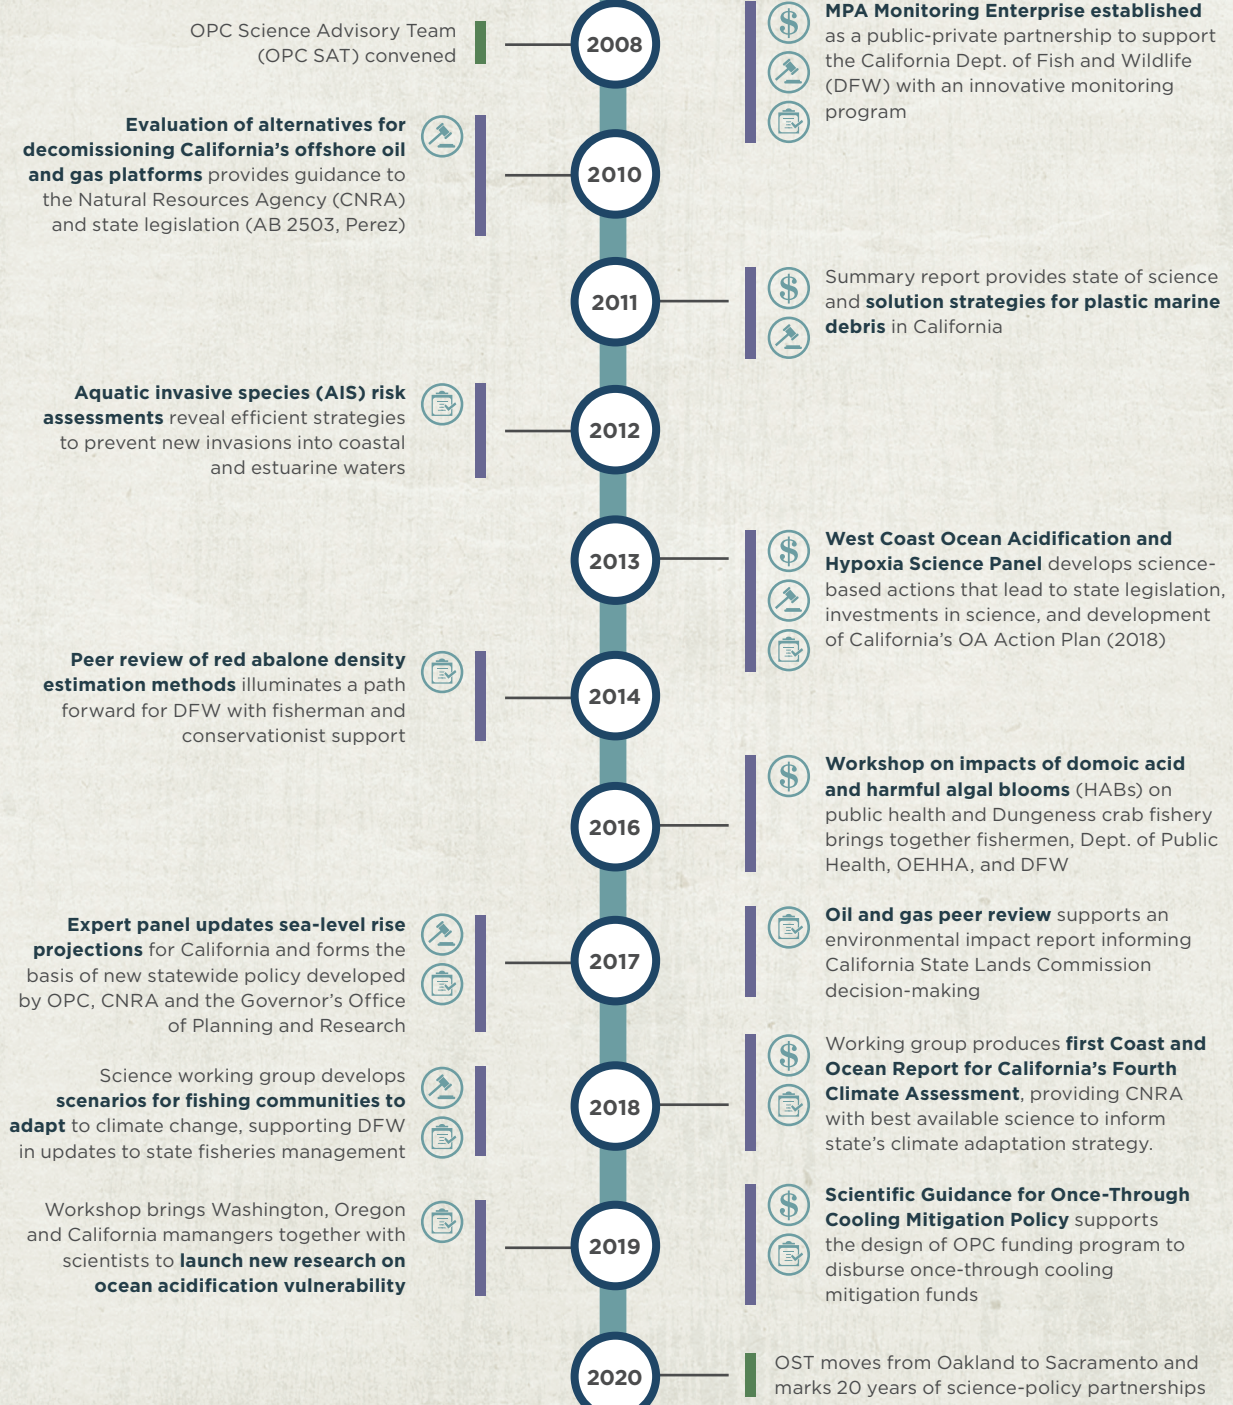 OPC Science Advisory Team
(OPC SAT) convened
2008
MPA Monitoring Enterprise established
as a public-private partnership to support
the California Dept. of Fish and Wildlife
(DFW) with an innovative monitoring
program
Evaluation of alternatives for
decomissioning California's offshore oil
and gas platforms provides guidance to
the Natural Resources Agency (CNRA)
and state legislation (AB 2503, Perez)
2010
2011
Summary report provides state of science
and solution strategies for plastic marine
debris in California
Aquatic invasive species (AIS) risk
assessments reveal efficient strategies
to prevent new invasions into coastal
and estuarine waters
2012
2013
West Coast Ocean Acidification and
Hypoxia Science Panel develops science-
based actions that lead to state legislation,
investments in science, and development
of California's OA Action Plan (2018)
Peer review of red abalone density
estimation methods illuminates a path
forward for DFW with fisherman and
conservationist support
2014
2016
Workshop on impacts of domoic acid
and harmful algal blooms (HABs) on
public health and Dungeness crab fishery
brings together fishermen, Dept. of Public
Health, OEHHA, and DFW
Expert panel updates sea-level rise
projections for California and forms the
basis of new statewide policy developed
by OPC, CNRA and the Governor's Office
of Planning and Research
2017
Oil and gas peer review supports an
environmental impact report informing
California State Lands Commission
decision-making
Science working group develops
scenarios for fishing communities to
adapt to climate change, supporting DFW
in updates to state fisheries management
2018
Working group produces first Coast and
Ocean Report for California's Fourth
Climate Assessment, providing CNRA
with best available science to inform
state's climate adaptation strategy.
Workshop brings Washington, Oregon
and California mamangers together with
scientists to launch new research on
ocean acidification vulnerability
2019
Scientific Guidance for Once-Through
Cooling Mitigation Policy supports
the design of OPC funding program to
disburse once-through cooling
mitigation funds
2020
OST moves from Oakland to Sacramento and
marks 20 years of science-policy partnerships